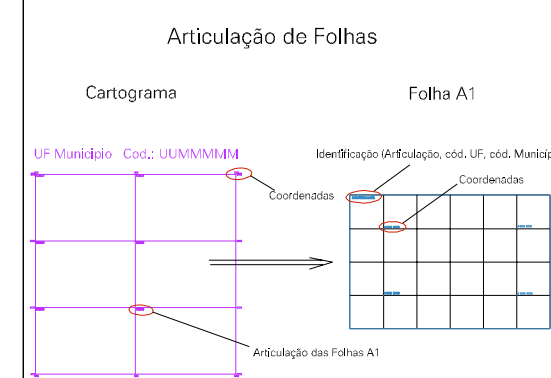 Articulação de Folhas
Cartograma
Folha A1
UF Municipio Cod.: UUMMMMM
Identificação (Articulação, cód. UF, cód. Municíp
Coordenadas
Coordenadas
Articulação das Folhas A1